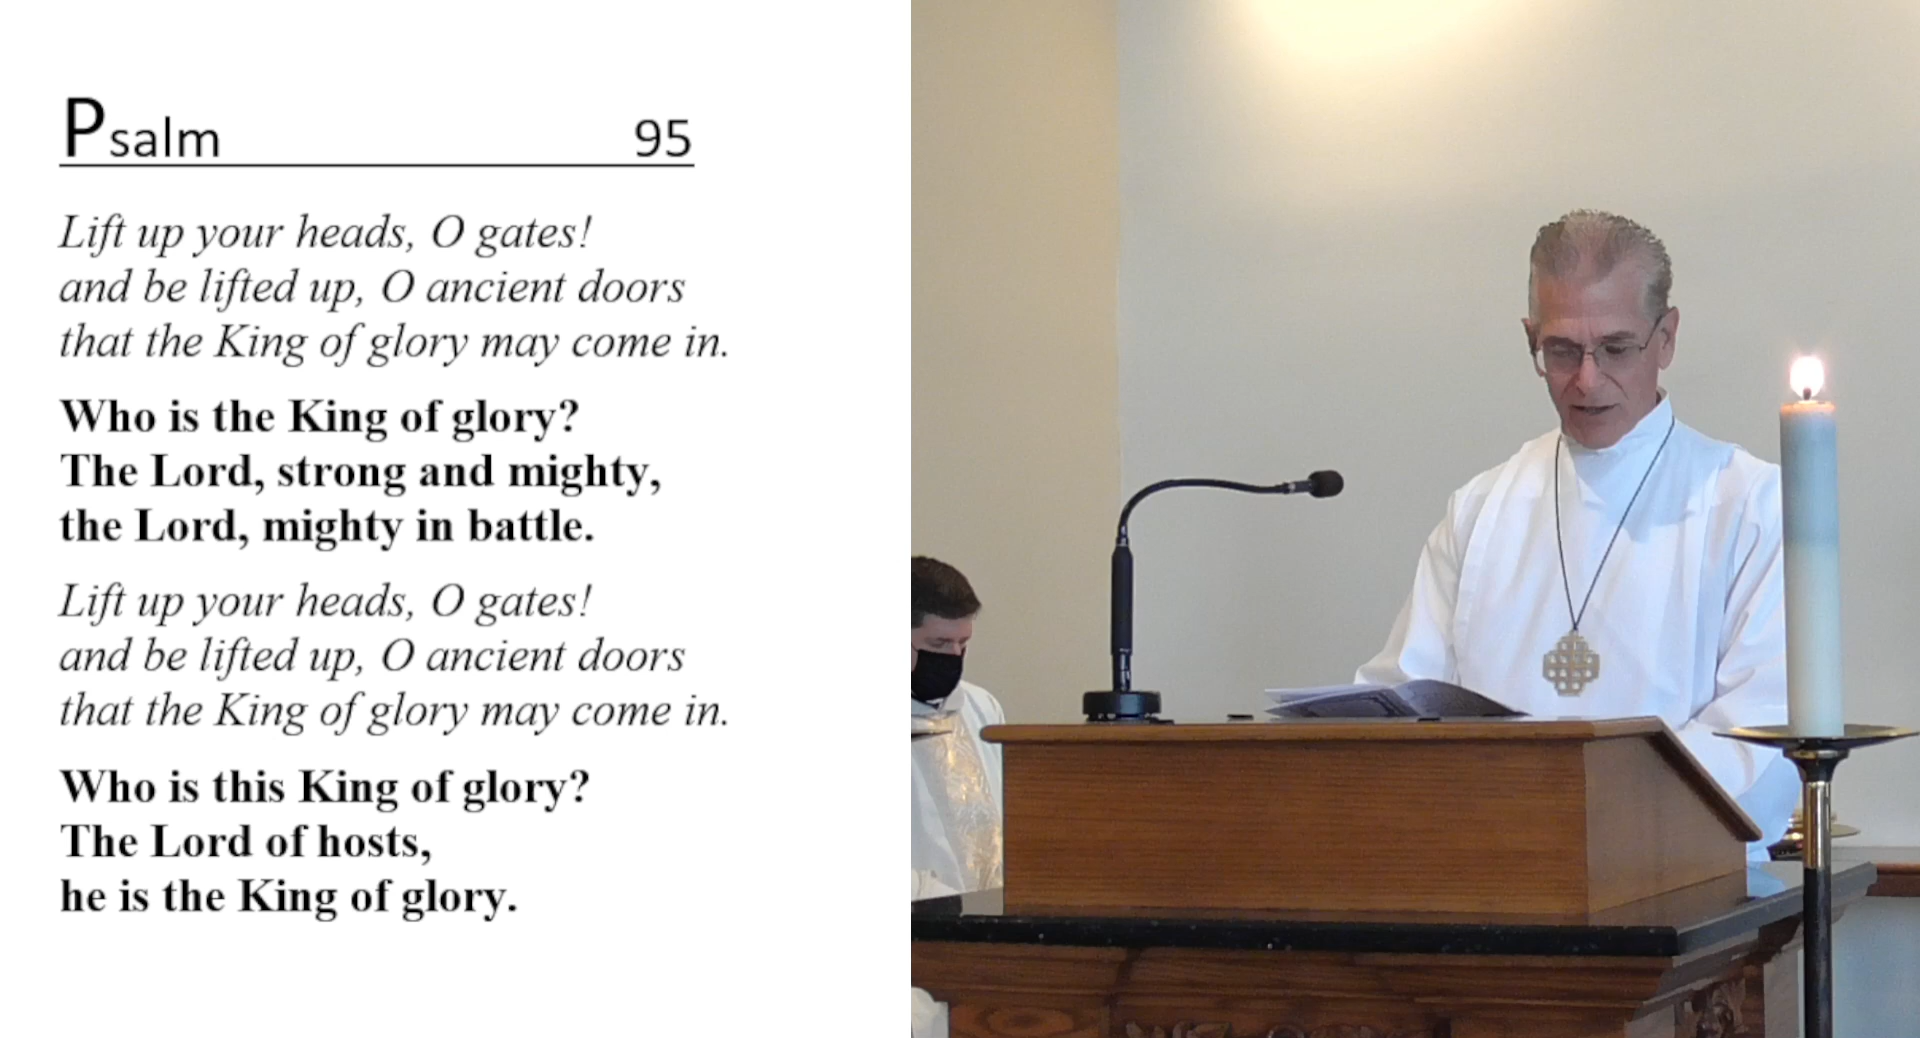 Psalm 95
Lift up your heads, O gates!
and be lifted up, O ancient doors
that the King of glory may come in.
Who is the King of glory?
The Lord, strong and mighty,
the Lord, mighty in battle.
Lift up your heads, O gates!
and be lifted up, O ancient doors
that the King of glory may come in.
Who is this King of glory?
The Lord of hosts,
he is the King of glory.